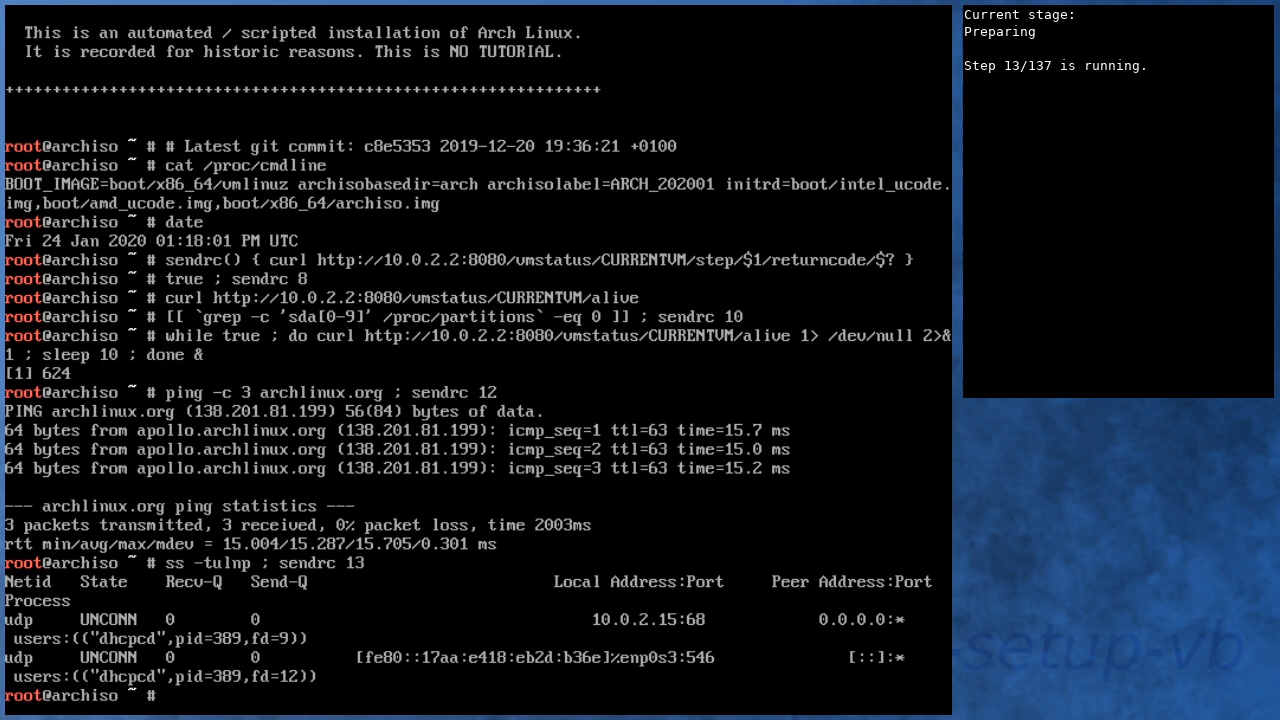 This is an automated / scripted installation of Arch Linux.
It is recorded for historic reasons. This is NO TUTORIAL.
+++++++++++++++++++++++++++++++++++++++++++++++++++++++++++++++
root@archiso ~ # # Latest git commit: c8e5353 2019-12-20 19:36:21 +0100
root@archiso ~ # cat /proc/cmdline
BOOT_IMAGE=boot/x86_64/vmlinuz archisobasedir=arch archisolabel=ARCH_202001 initrd=boot/intel_ucode.
img,boot/amd_ucode.img,boot/x86_64/archiso.img
root@archiso ~ # date
Fri 24 Jan 2020 01:18:01 PM UTC
root@archiso ~ # sendrc() { curl http://10.0.2.2:8080/vmstatus/CURRENTVM/step/$1/returncode/$? }
root@archiso ~ # true ; sendrc 8
root@archiso ~ # curl http://10.0.2.2:8080/vmstatus/CURRENTVM/alive
root@archiso ~ # [[ `grep -c 'sda[0-9]' /proc/partitions` -eq 0 ]] ; sendrc 10
root@archiso ~ # while true ; do curl http://10.0.2.2:8080/vmstatus/CURRENTVM/alive 1> /dev/null 2>&
1 ; sleep 10 ; done &
[1] 624
root@archiso ~ # ping -c 3 archlinux.org ; sendrc 12
PING archlinux.org (138.201.81.199) 56(84) bytes of data.
64 bytes from apollo.archlinux.org (138.201.81.199): icmp_seq=1 ttl=63 time=15.7 ms
64 bytes from apollo.archlinux.org (138.201.81.199): icmp_seq=2 ttl=63 time=15.0 ms
64 bytes from apollo.archlinux.org (138.201.81.199): icmp_seq=3 ttl=63 time=15.2 ms
--- archlinux.org ping statistics ---
3 packets transmitted, 3 received, 0% packet loss, time 2003ms
rtt min/avg/max/mdev = 15.004/15.287/15.705/0.301 ms
root@archiso ~ # ss -tulnp ; sendrc 13
Netid State Recv-Q Send-Q Local Address:Port Peer Address:Port
Process
udp UNCONN 0 0 10.0.2.15:68 0.0.0.0:*
users:(("dhcpcd",pid=389,fd=9))
udp UNCONN 0 0 [fe80::17aa:e418:eb2d:b36e]%enp0s3:546 [::]:*
users:(("dhcpcd",pid=389,fd=12))
root@archiso ~ #
Current stage:
Preparing
Step 13/137 is running.
-setup-vb